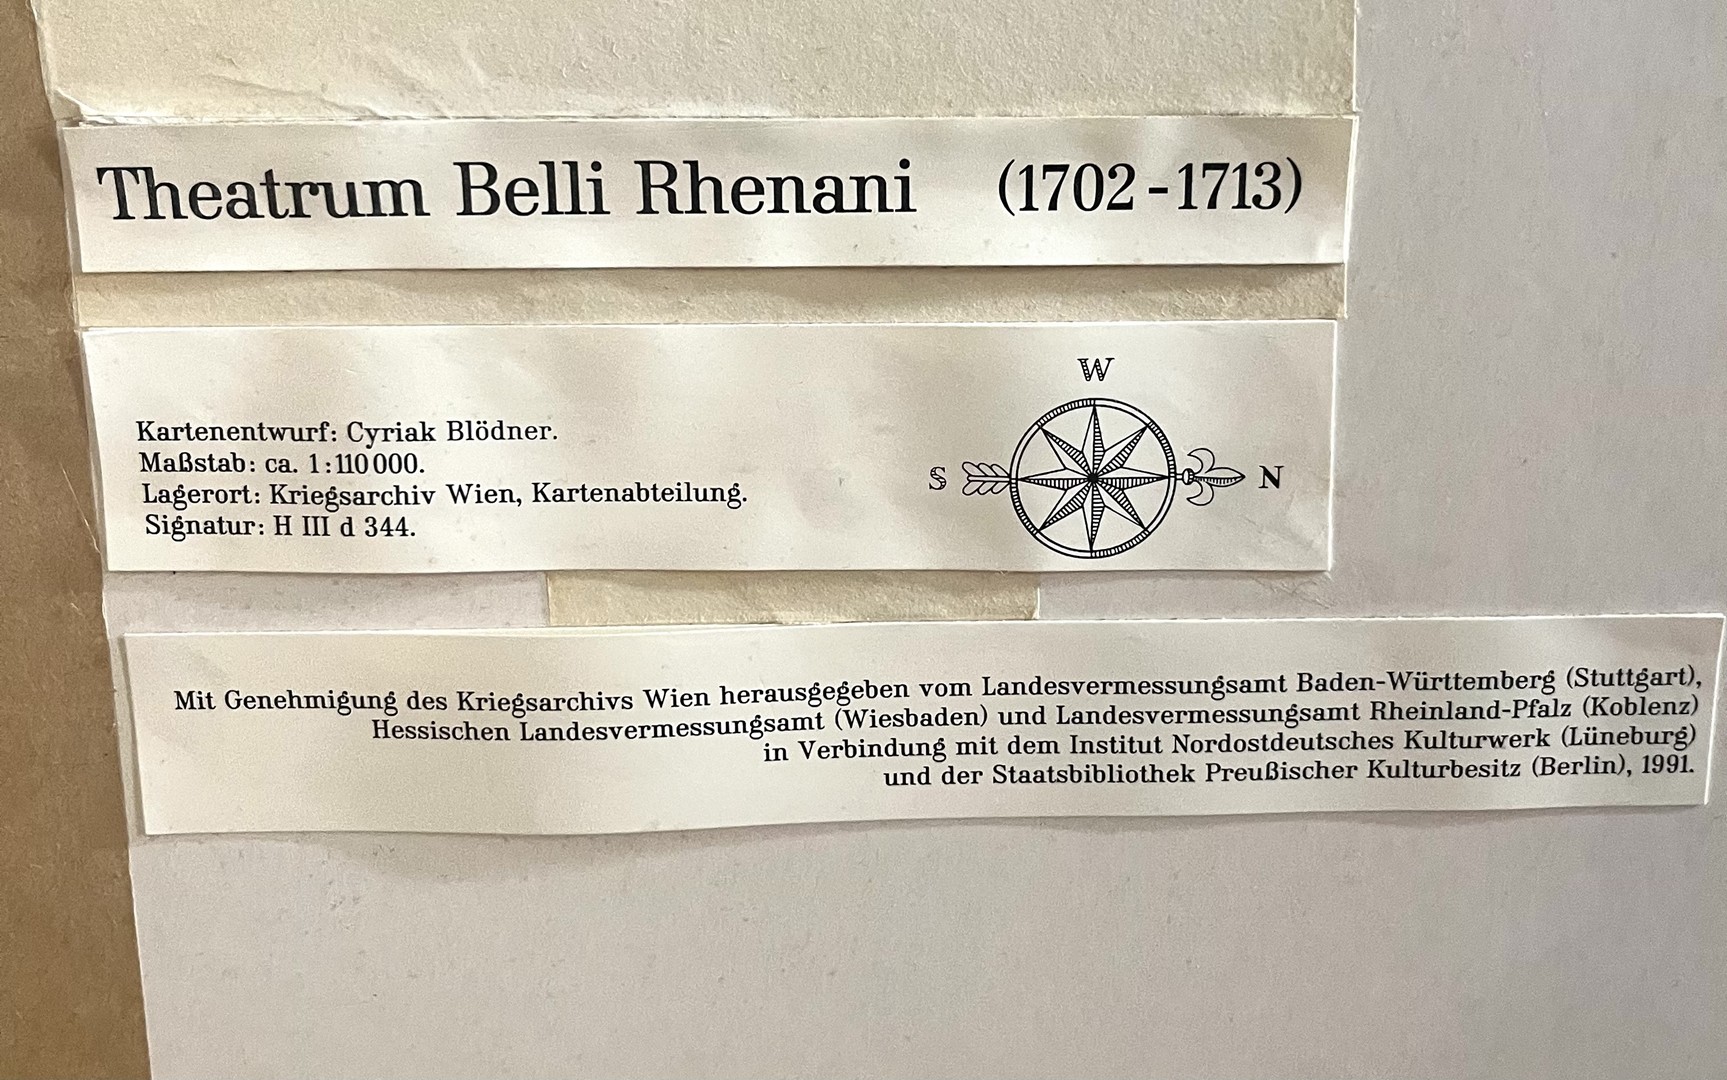 Theatrum Belli Rhenani (1702-1713)
Kartenentwurf: Cyriak Blödner.
Maßstab: ca. 1:110000.
Lagerort: Kriegsarchiv Wien, Kartenabteilung.
Signatur: H III d 344.
W
S N
Mit Genehmigung des Kriegsarchivs Wien herausgegeben vom Landesvermessungsamt Baden-Württemberg (Stuttgart),
Hessischen Landesvermessungsamt (Wiesbaden) und Landesvermessungsamt Rheinland-Pfalz (Koblenz)
in Verbindung mit dem Institut Nordostdeutsches Kulturwerk (Lüneburg)
und der Staatsbibliothek Preußischer Kulturbesitz (Berlin), 1991.